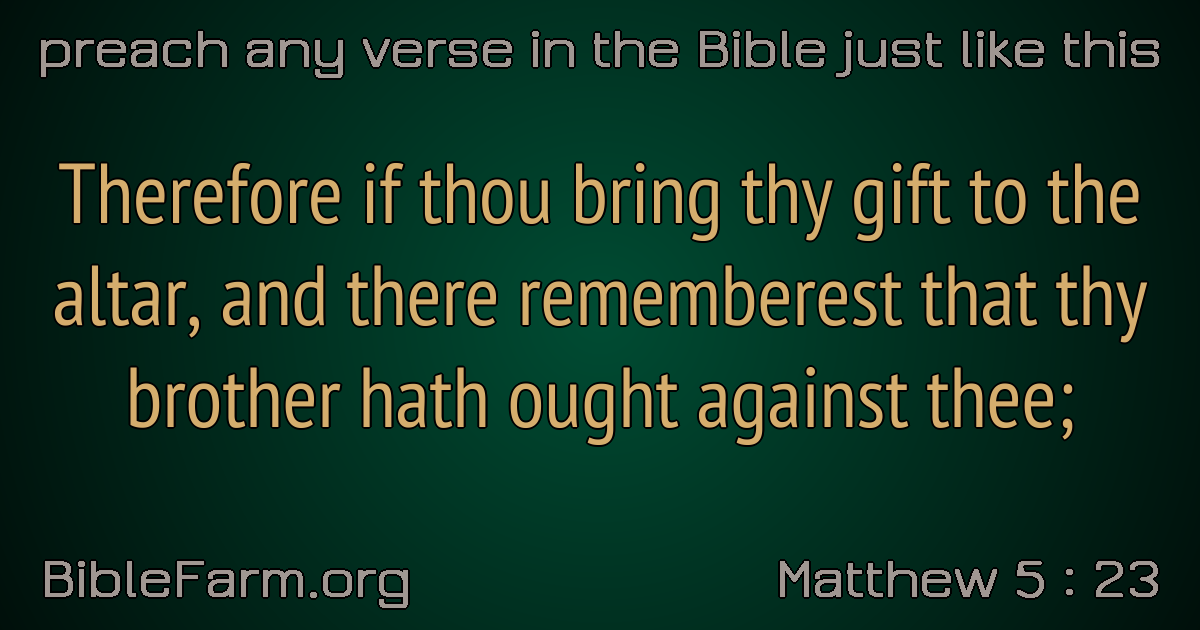 preach any verse in the Bible just like this
Therefore if thou bring thy gift to the
altar, and there rememberest that thy
brother hath ought against thee;
BibleFarm.org
Matthew 5 : 23